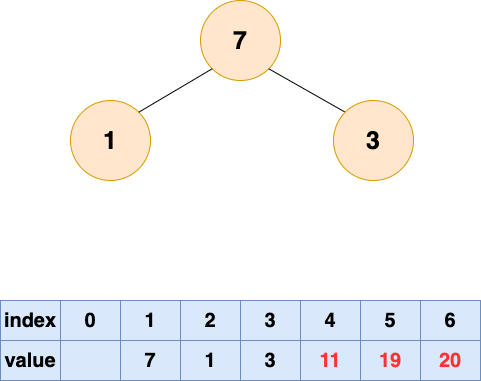 7
1 3
index 0 1 2 3 4 5 6
value 7 1 3 11 19 20